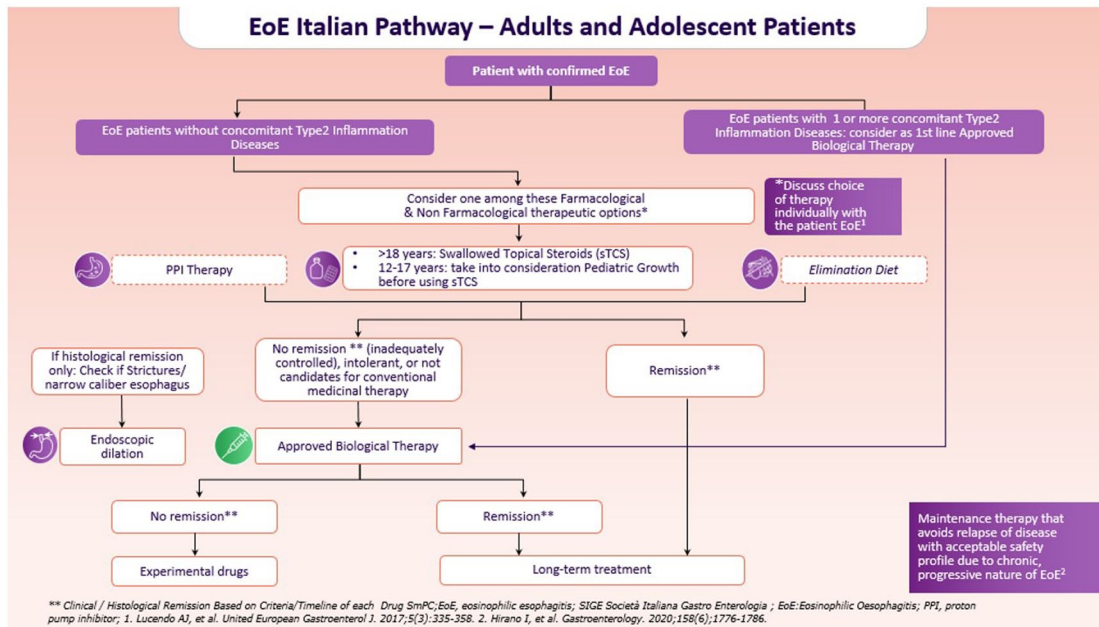 EoE Italian Pathway – Adults and Adolescent Patients
Patient with confirmed EoE
EoE patients without concomitant Type2 Inflammation
Diseases
EoE patients with 1 or more concomitant Type2
Inflammation Diseases: consider as 1st line Approved
Biological Therapy
Consider one among these Farmacological
& Non Farmacological therapeutic options*
*Discuss choice
of therapy
individually with
the patient EoE¹
PPI Therapy
• >18 years: Swallowed Topical Steroids (sTCS)
• 12-17 years: take into consideration Pediatric Growth
before using sTCS
Elimination Diet
If histological remission
only: Check if Strictures/
narrow caliber esophagus
No remission ** (inadequately
controlled), intolerant, or not
candidates for conventional
medicinal therapy
Remission**
Endoscopic
dilation
Approved Biological Therapy
No remission**
Remission**
Experimental drugs
Long-term treatment
Maintenance therapy that
avoids relapse of disease
with acceptable safety
profile due to chronic,
progressive nature of EoE²
** Clinical / Histological Remission Based on Criteria/Timeline of each Drug SmPC;EoE, eosinophilic esophagitis; SIGE Società Italiana Gastro Enterologia ; EoE:Eosinophilic Oesophagitis; PPI, proton
pump inhibitor; 1. Lucendo AJ, et al. United European Gastroenterol J. 2017;5(3):335-358. 2. Hirano I, et al. Gastroenterology. 2020;158(6);1776-1786.